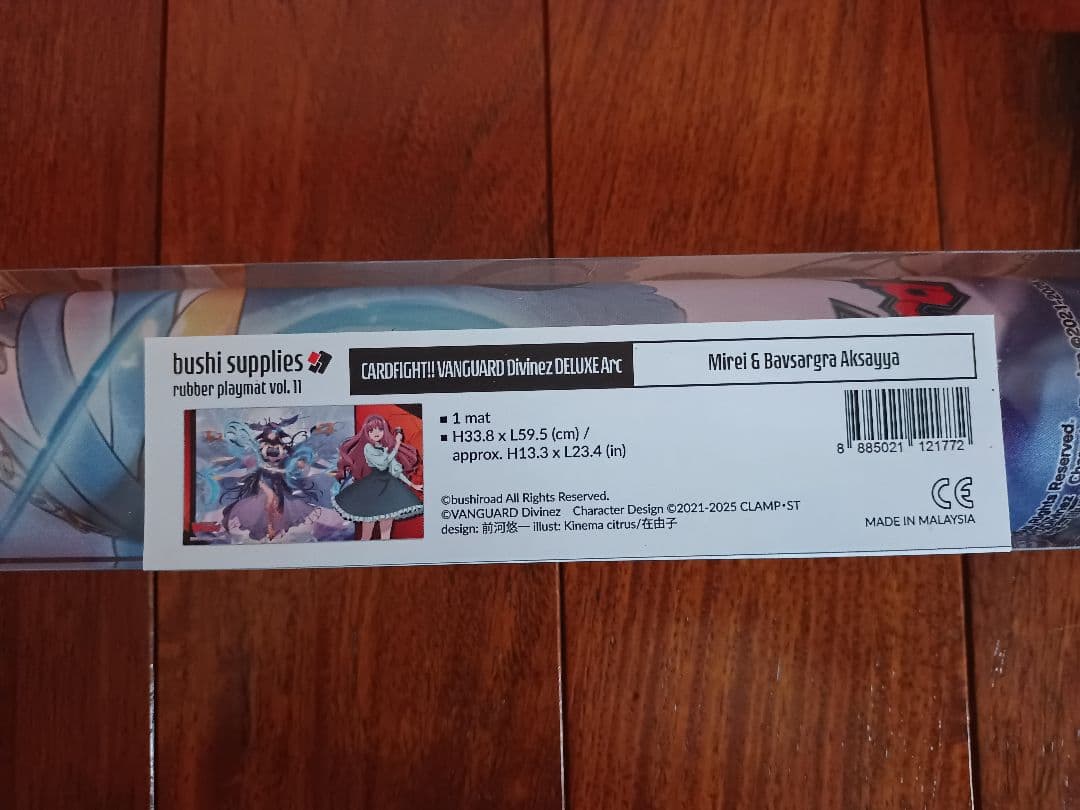 bushi supplies
rubber playmat vol. 11
CARDFIGHT!! VANGUARD Divinez DELUXE Arc
Mirei & Bavsargra Aksayya
■ 1 mat
■ H33.8 x L59.5 (cm) /
approx. H13.3 x L23.4 (in)
©bushiroad All Rights Reserved.
©VANGUARD Divinez Character Design ©2021-2025 CLAMP・ST
design: 前河悠一 illust: Kinema citrus/在由子
8 885021 121772
CE
MADE IN MALAYSIA
Reserved.